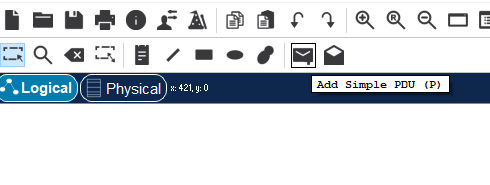 Logical Physical x: 421, y: 0
Add Simple PDU (P)